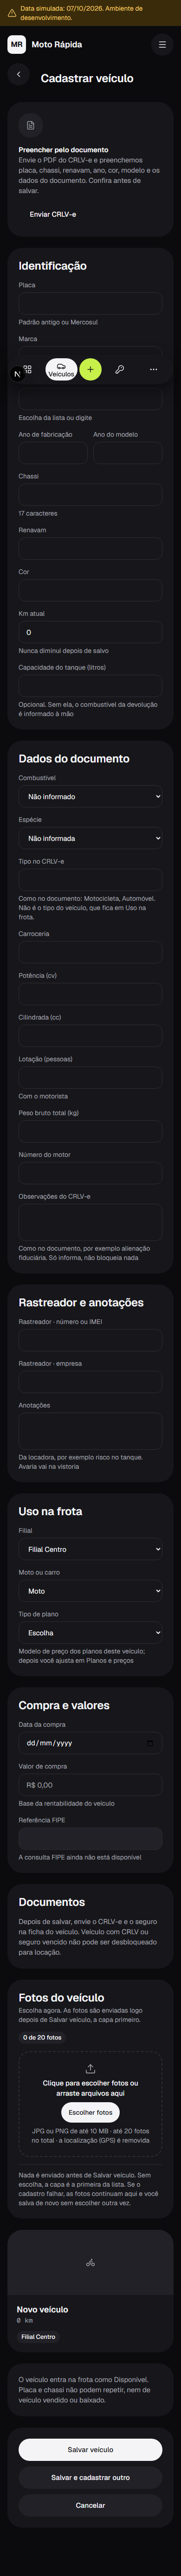 Data simulada: 07/10/2026. Ambiente de
desenvolvimento.
MR Moto Rápida
Cadastrar veículo
Preencher pelo documento
Envie o PDF do CRLV-e e preenchemos
placa, chassi, renavam, ano, cor, modelo e os
dados do documento. Confira antes de
salvar.
Enviar CRLV-e
Identificação
Placa
Padrão antigo ou Mercosul
Marca
N
Veículos
Escolha da lista ou digite
Ano de fabricação
Ano do modelo
Chassi
17 caracteres
Renavam
Cor
Km atual
0
Nunca diminui depois de salvo
Capacidade do tanque (litros)
Opcional. Sem ela, o combustível da devolução
é informado à mão
Dados do documento
Combustível
Não informado
Espécie
Não informada
Tipo no CRLV-e
Como no documento: Motocicleta, Automóvel.
Não é o tipo do veículo, que fica em Uso na
frota.
Carroceria
Potência (cv)
Cilindrada (cc)
Lotação (pessoas)
Com o motorista
Peso bruto total (kg)
Número do motor
Observações do CRLV-e
Como no documento, por exemplo alienação
fiduciária. Só informa, não bloqueia nada
Rastreador e anotações
Rastreador · número ou IMEI
Rastreador · empresa
Anotações
Da locadora, por exemplo risco no tanque.
Avaria vai na vistoria
Uso na frota
Filial
Filial Centro
Moto ou carro
Moto
Tipo de plano
Escolha
Modelo de preço dos planos deste veículo;
depois você ajusta em Planos e preços
Compra e valores
Data da compra
dd/mm/yyyy
Valor de compra
R$ 0,00
Base da rentabilidade do veículo
Referência FIPE
A consulta FIPE ainda não está disponível
Documentos
Depois de salvar, envie o CRLV-e e o seguro
na ficha do veículo. Veículo com CRLV ou
seguro vencido não pode ser desbloqueado
para locação.
Fotos do veículo
Escolha agora. As fotos são enviadas logo
depois de Salvar veículo, a capa primeiro.
0 de 20 fotos
Clique para escolher fotos ou
arraste arquivos aqui
Escolher fotos
JPG ou PNG de até 10 MB · até 20 fotos
no total · a localização (GPS) é removida
Nada é enviado antes de Salvar veículo. Sem
escolha, a capa é a primeira da lista. Se o
cadastro falhar, as fotos continuam aqui e você
salva de novo sem escolher outra vez.
Novo veículo
0 km
Filial Centro
O veículo entra na frota como Disponível.
Placa e chassi não podem repetir, nem de
veículo vendido ou baixado.
Salvar veículo
Salvar e cadastrar outro
Cancelar